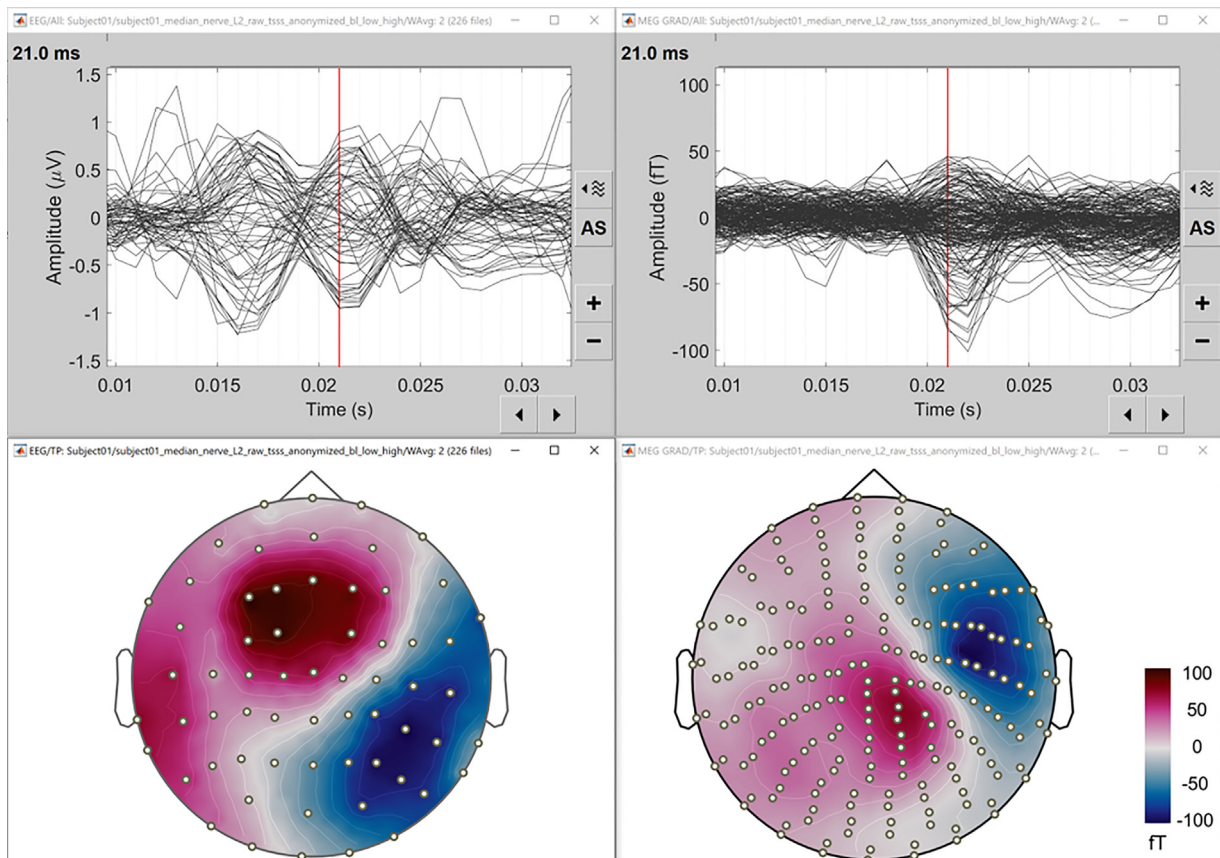 EEG/All: Subject01/subject01_median_nerve_L2_raw_tsss_anonymized_bl_low_high/WAvg: 2 (226 files)
21.0 ms
1.5
1
0.5
0
-0.5
-1
-1.5
Amplitude (μV)
0.01 0.015 0.02 0.025 0.03
Time (s)
AS
+
−
MEG GRAD/All: Subject01/subject01_median_nerve_L2_raw_tsss_anonymized_bl_low_high/WAvg: 2 (...
21.0 ms
100
50
0
-50
-100
Amplitude (fT)
0.01 0.015 0.02 0.025 0.03
Time (s)
AS
+
−
EEG/TP: Subject01/subject01_median_nerve_L2_raw_tsss_anonymized_bl_low_high/WAvg: 2 (226 files)
MEG GRAD/TP: Subject01/subject01_median_nerve_L2_raw_tsss_anonymized_bl_low_high/WAvg: 2 (...
100
50
0
-50
-100
fT